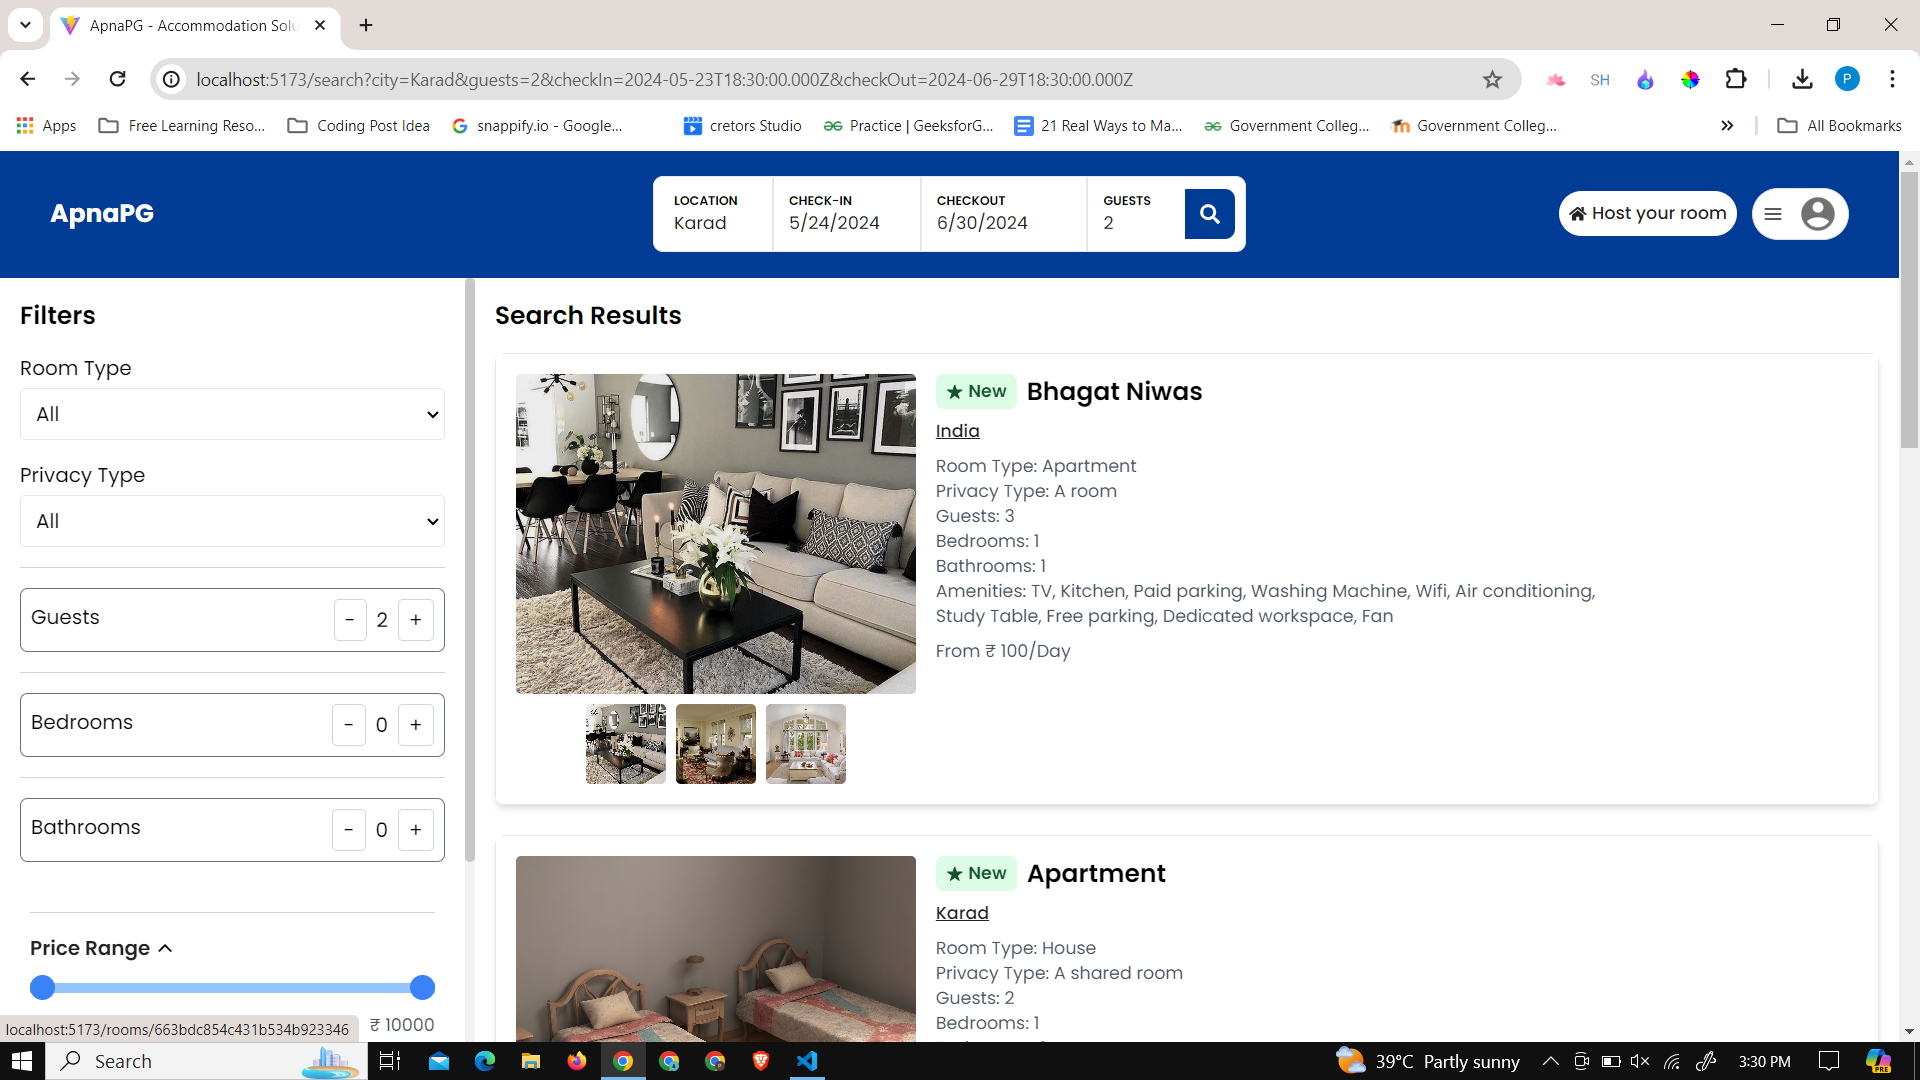 ApnaPG - Accommodation Solu
localhost:5173/search?city=Karad&guests=2&checkIn=2024-05-23T18:30:00.000Z&checkOut=2024-06-29T18:30:00.000Z
SH
P
Apps
Free Learning Reso...
Coding Post Idea
snappify.io - Google...
cretors Studio
Practice | GeeksforG...
21 Real Ways to Ma...
Government Colleg...
Government Colleg...
All Bookmarks
ApnaPG
LOCATION
Karad
CHECK-IN
5/24/2024
CHECKOUT
6/30/2024
GUESTS
2
Host your room
Filters
Room Type
All
Privacy Type
All
Guests - 2 +
Bedrooms - 0 +
Bathrooms - 0 +
Price Range
₹ 10000
localhost:5173/rooms/663bdc854c431b534b923346
Search Results
★ New Bhagat Niwas
India
Room Type: Apartment
Privacy Type: A room
Guests: 3
Bedrooms: 1
Bathrooms: 1
Amenities: TV, Kitchen, Paid parking, Washing Machine, Wifi, Air conditioning,
Study Table, Free parking, Dedicated workspace, Fan
From ₹ 100/Day
★ New Apartment
Karad
Room Type: House
Privacy Type: A shared room
Guests: 2
Bedrooms: 1
Search
39°C Partly sunny
3:30 PM
PRE